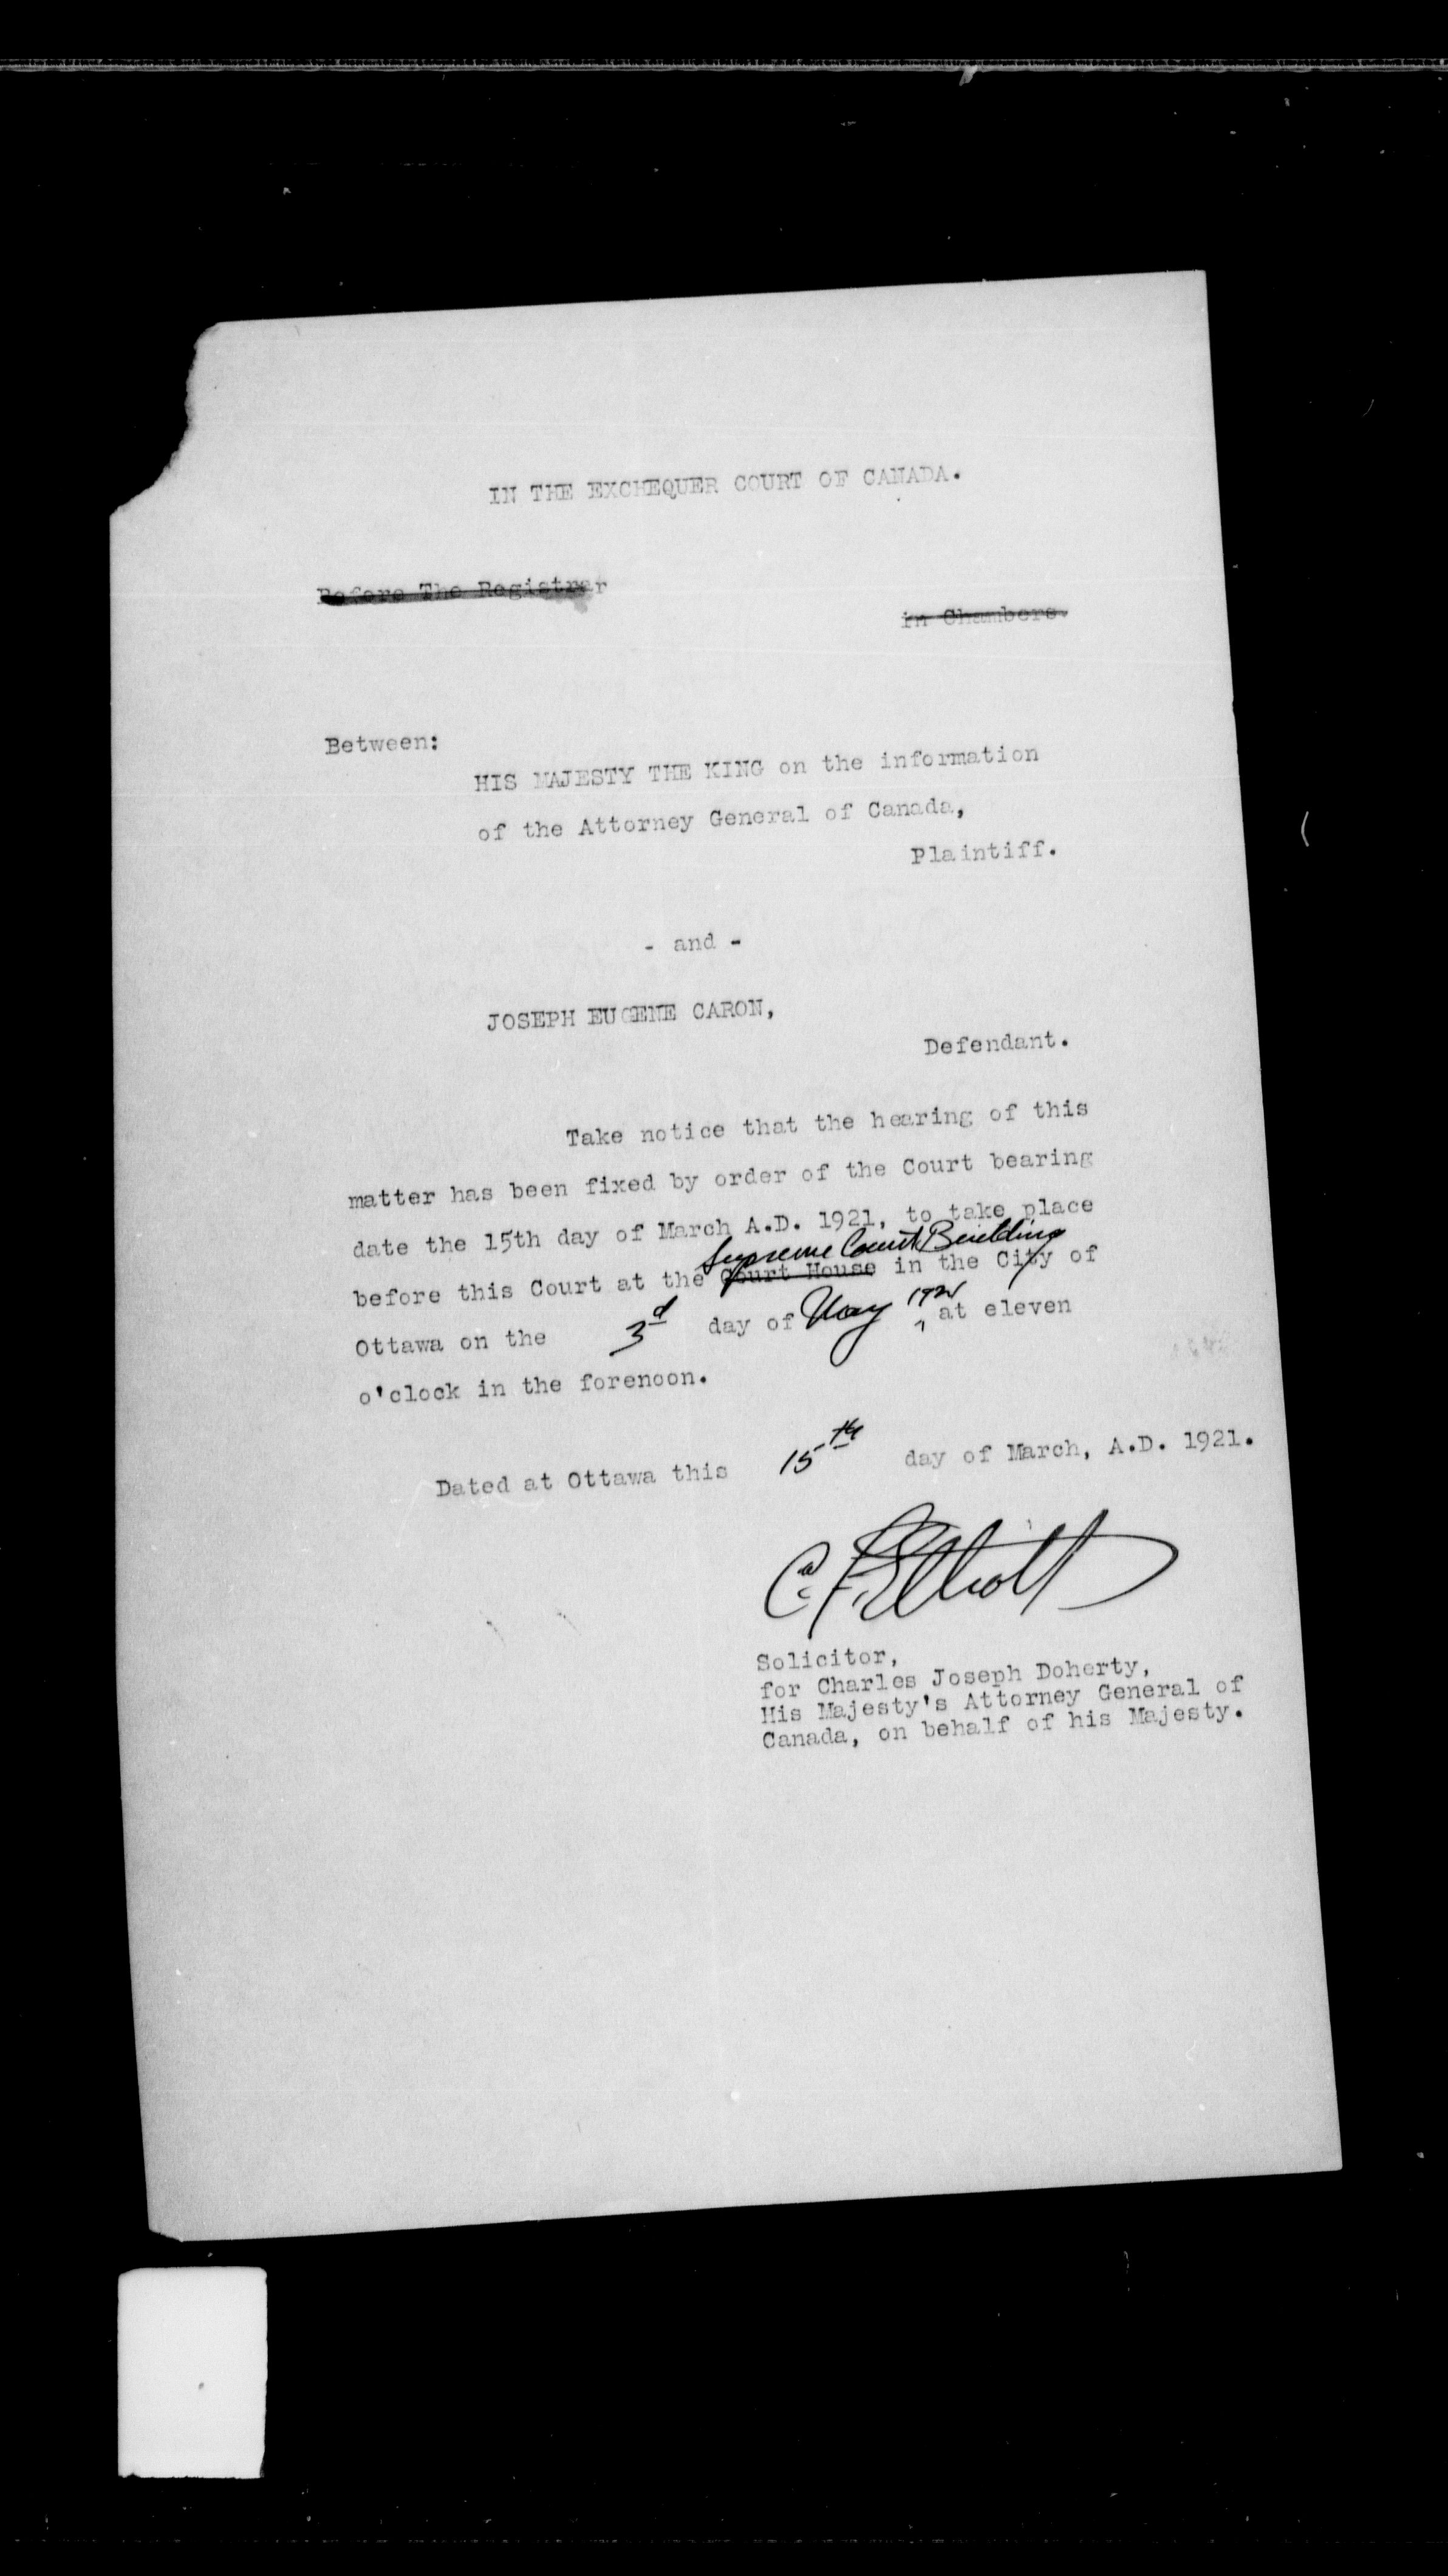 IN THE EXCHEQUER COURT OF CANADA.
Before The Registrar
in Chambers.
Between:
HIS MAJESTY THE KING on the information
of the Attorney General of Canada,
Plaintiff.
- and -
JOSEPH EUGENE CARON,
Defendant.
Take notice that the hearing of this
matter has been fixed by order of the Court bearing
date the 15th day of March A.D. 1921, to take place
Supreme Court Building
before this Court at the Court House in the City of
Ottawa on the 3d day of May 1921 at eleven
o'clock in the forenoon.
Dated at Ottawa this 15th day of March, A.D. 1921.
C.F. Elliott
Solicitor,
for Charles Joseph Doherty,
His Majesty's Attorney General of
Canada, on behalf of his Majesty.